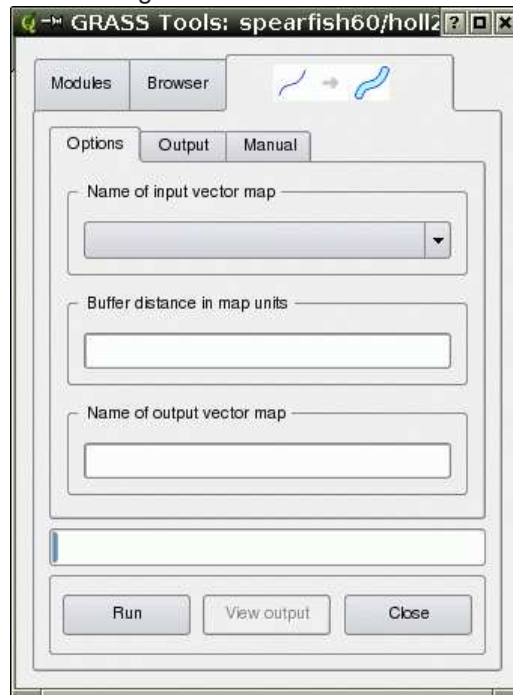 GRASS Tools: spearfish60/holl2
Modules Browser
Options Output Manual
Name of input vector map
Buffer distance in map units
Name of output vector map
Run View output Close